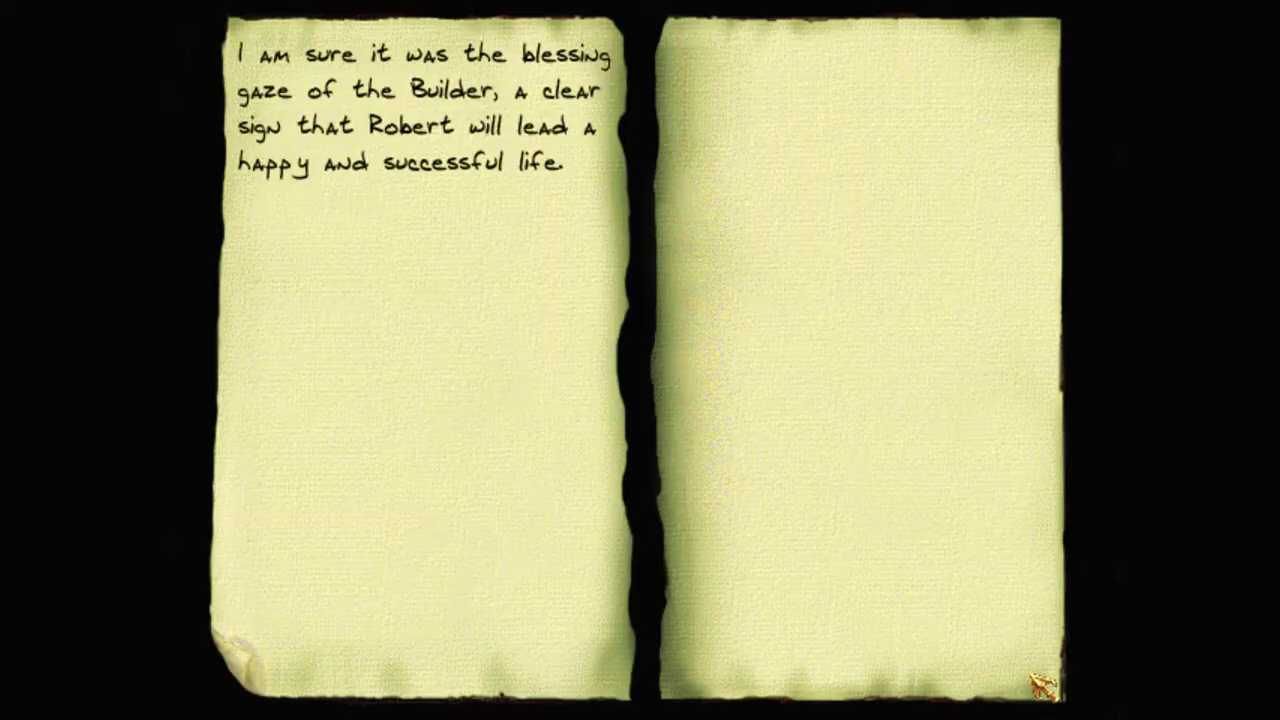 I am sure it was the blessing
gaze of the Builder, a clear
sign that Robert will lead a
happy and successful life.